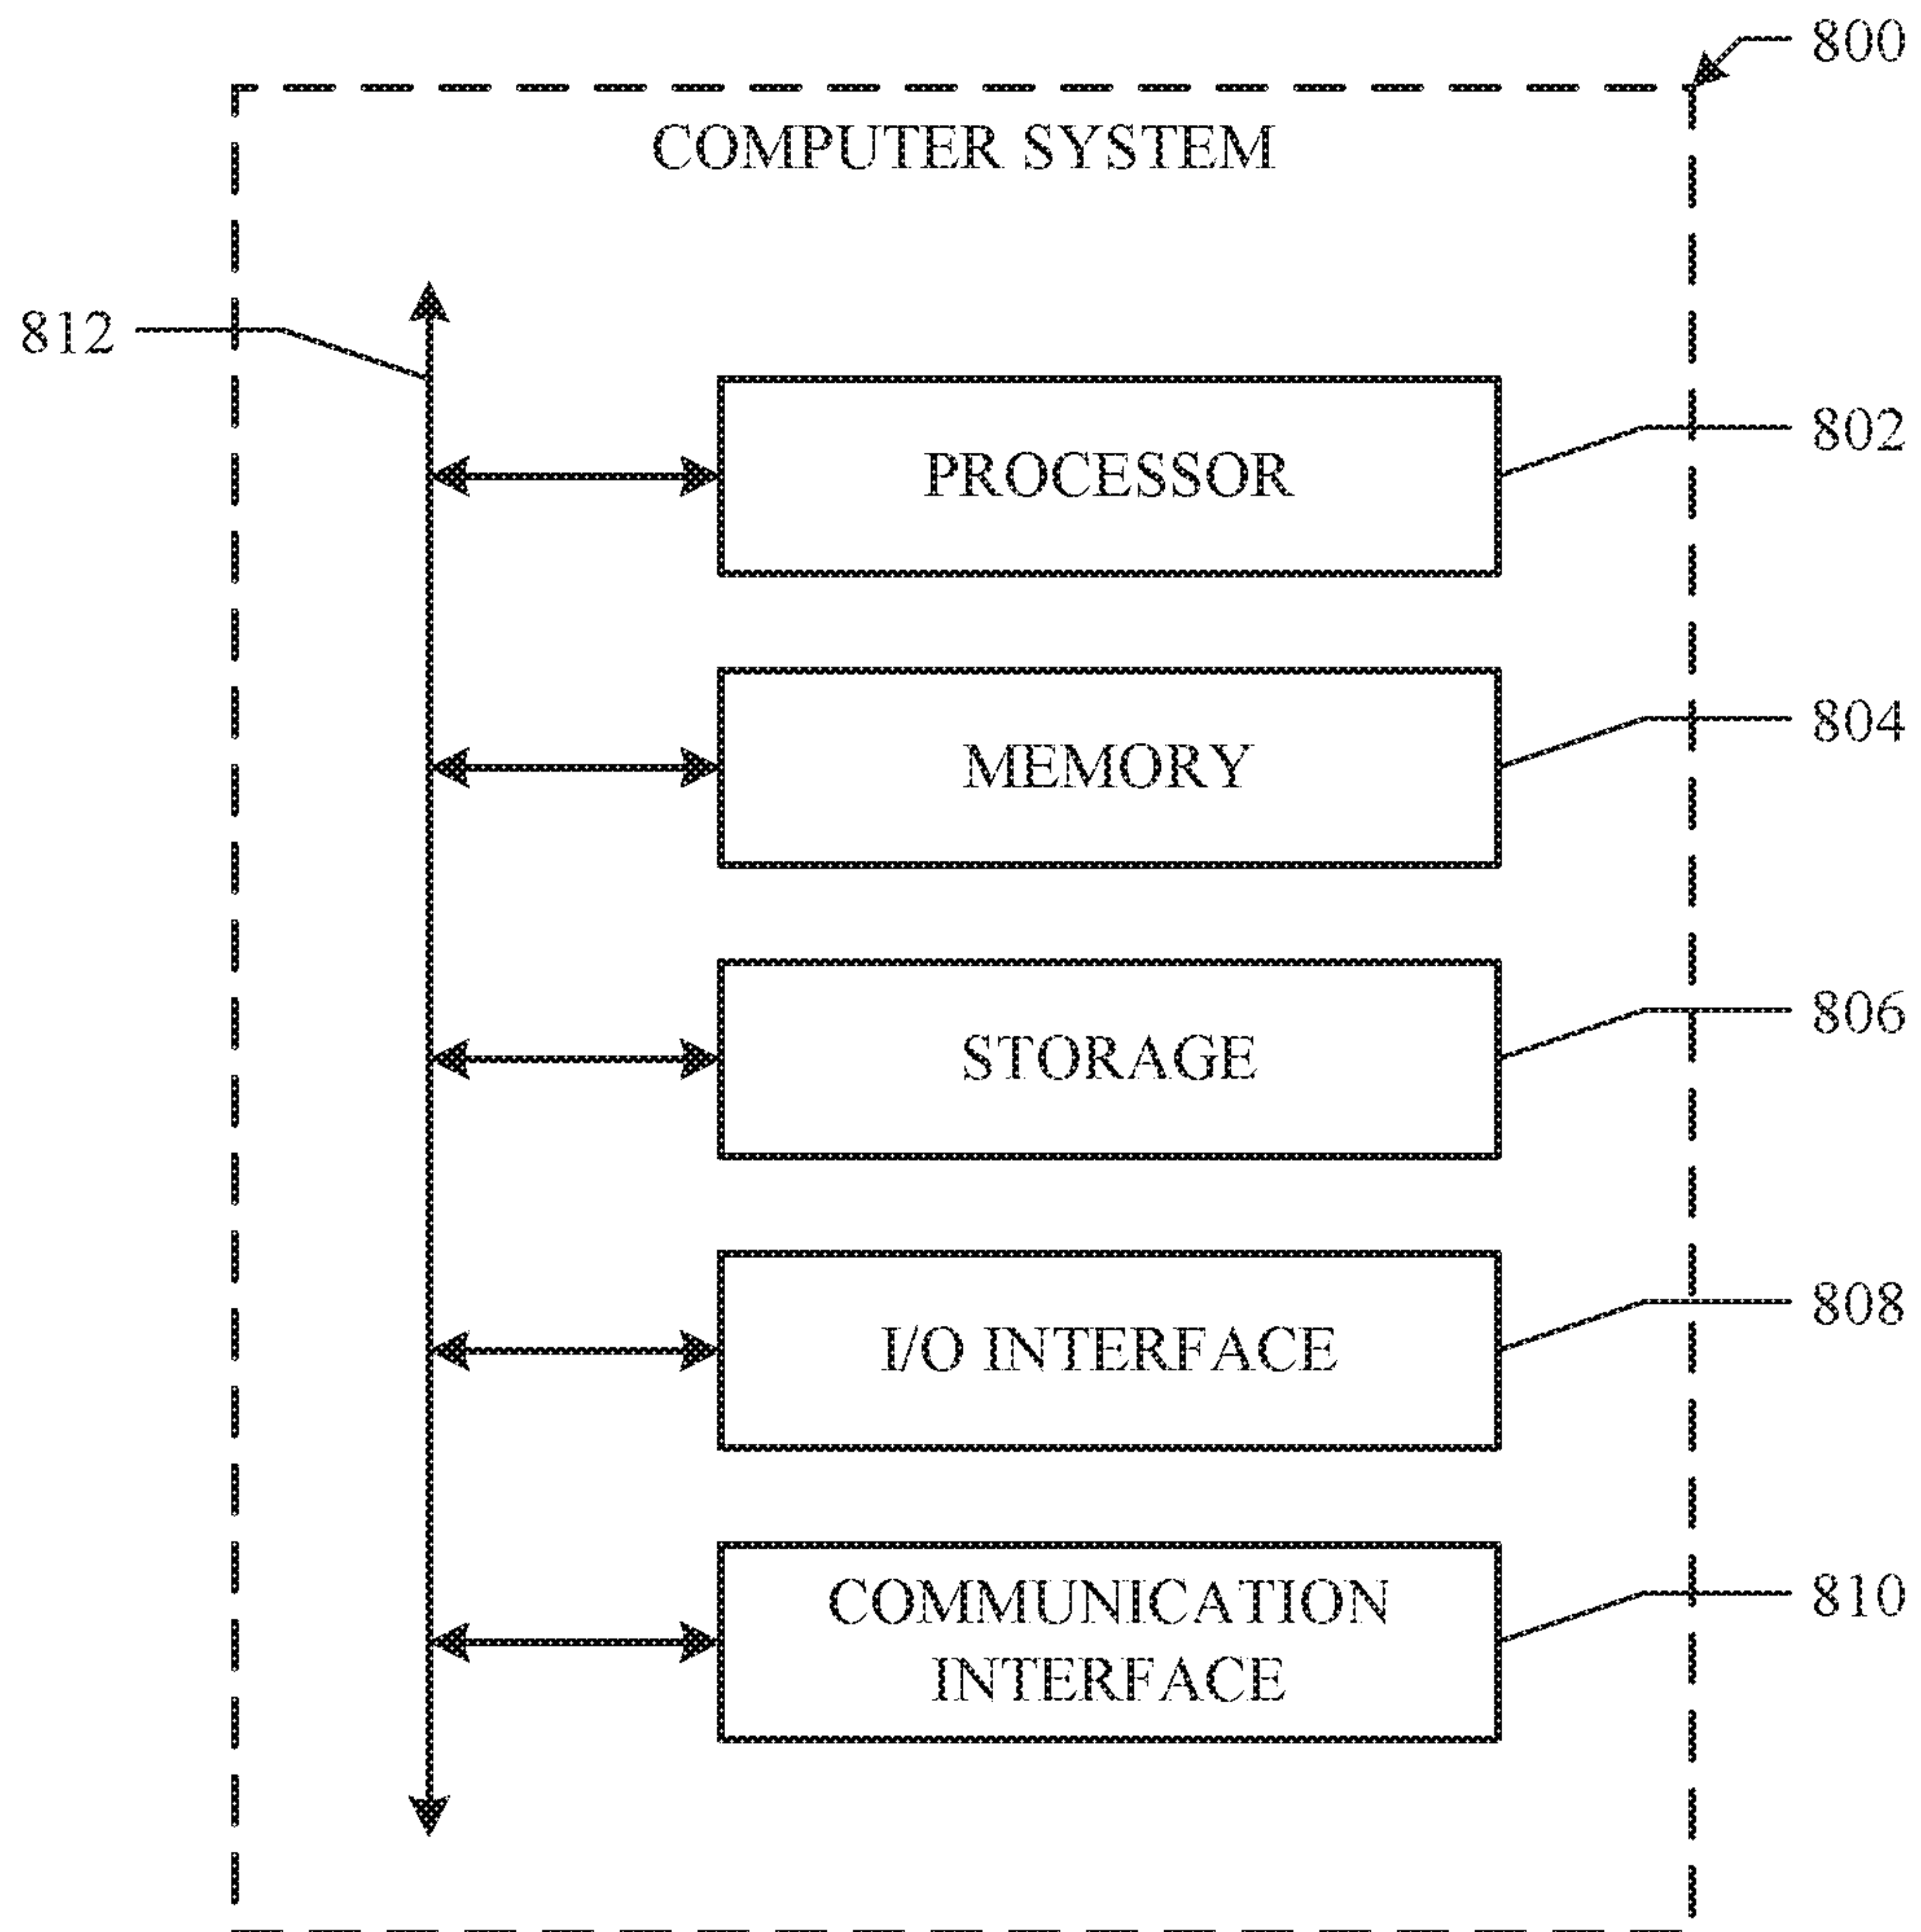 800
COMPUTER SYSTEM
812
PROCESSOR
802
MEMORY
804
STORAGE
806
I/O INTERFACE
808
COMMUNICATION
INTERFACE
810